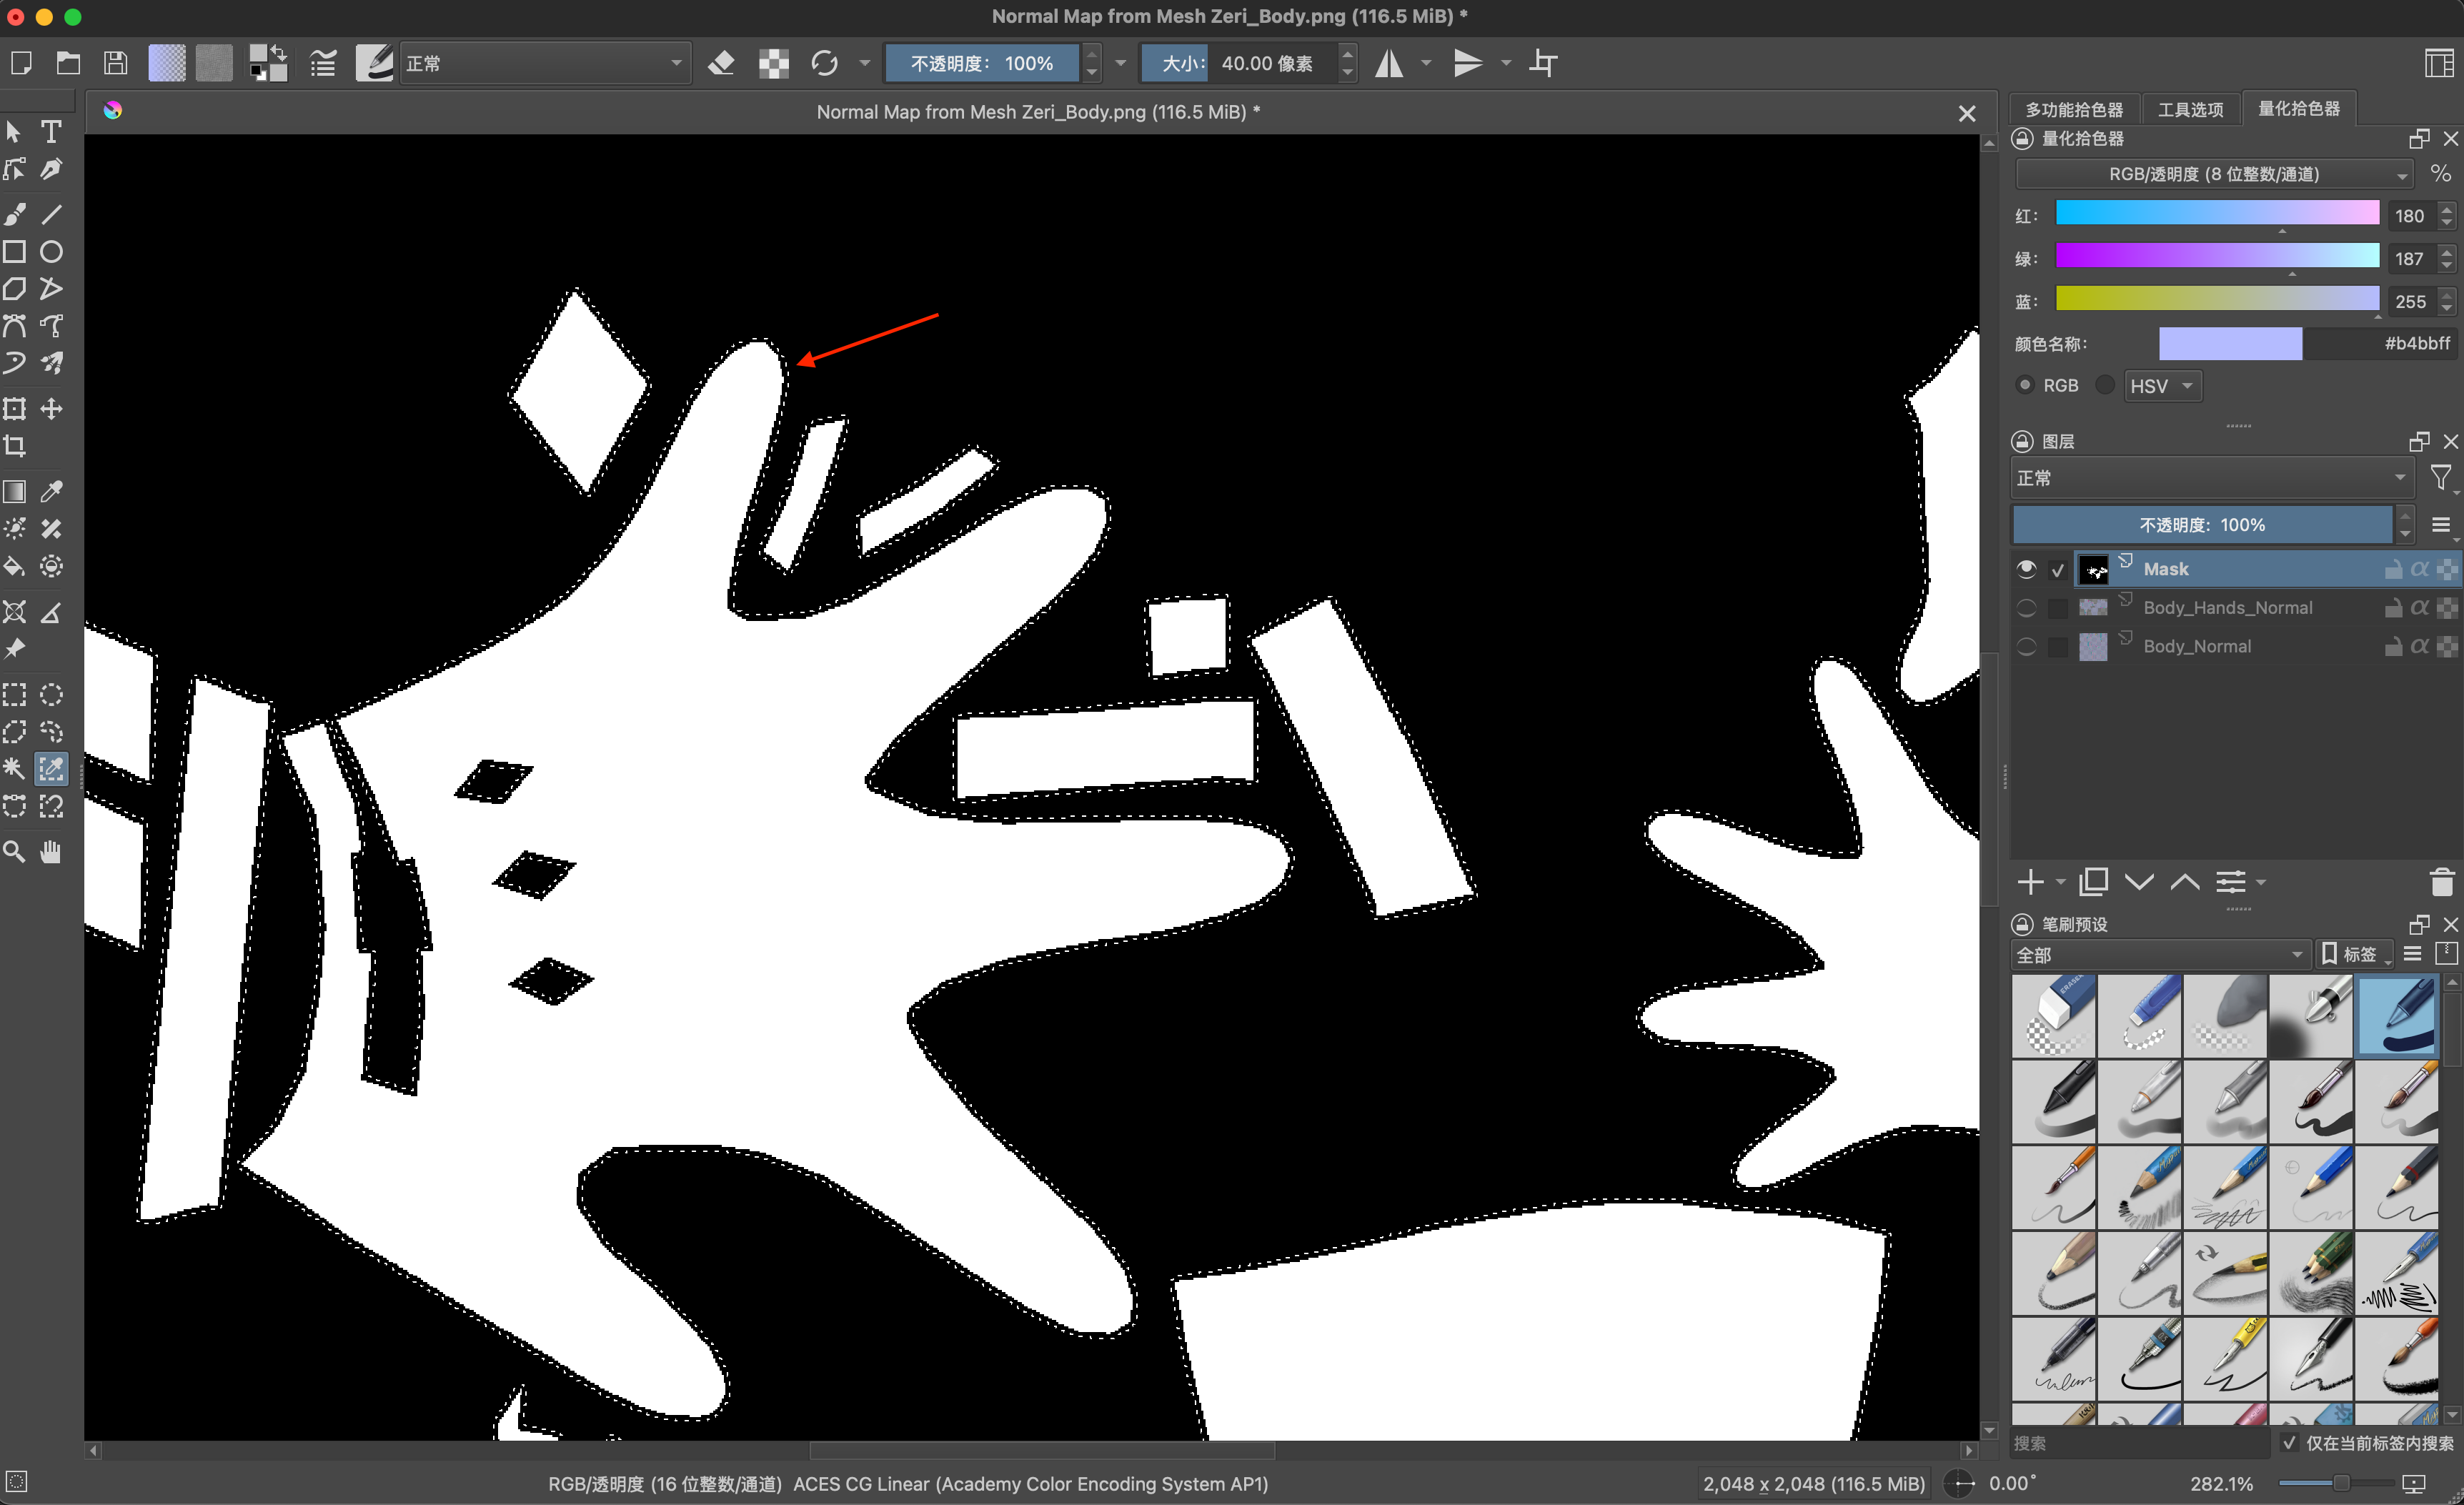 Normal Map from Mesh Zeri_Body.png (116.5 MiB) *
正常
不透明度： 100%
大小： 40.00 像素
Normal Map from Mesh Zeri_Body.png (116.5 MiB) *
多功能拾色器
工具选项
量化拾色器
量化拾色器
RGB/透明度 (8 位整数/通道)
%
红：
180
绿：
187
蓝：
255
颜色名称：
#b4bbff
RGB
HSV
图层
正常
不透明度: 100%
Mask
Body_Hands_Normal
Body_Normal
笔刷预设
全部
标签
搜索
仅在当前标签内搜索
RGB/透明度 (16 位整数/通道) ACES CG Linear (Academy Color Encoding System AP1)
2,048 x 2,048 (116.5 MiB)
0.00°
282.1%